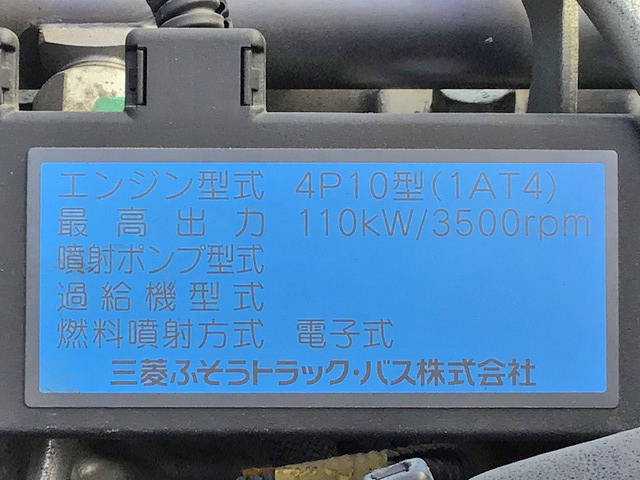 エンジン型式 4P10型(1AT4)
最高出力 110kW/3500rpm
噴射ポンプ型式
過給機型式
燃料噴射方式 電子式
三菱ふそうトラック・バス株式会社